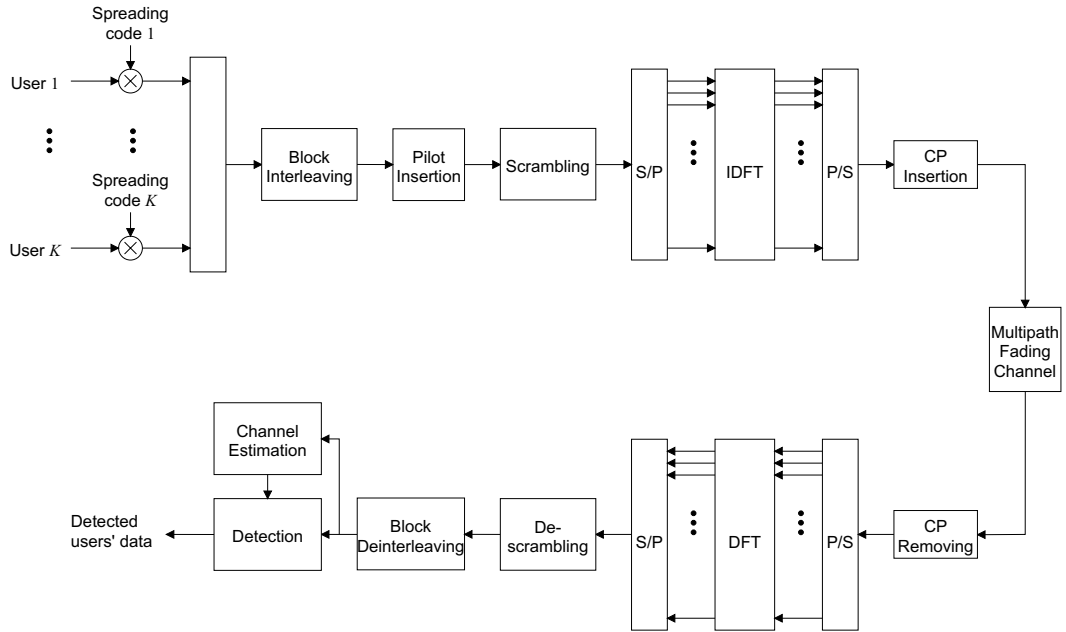 Spreading
code 1
User 1
Spreading
code K
User K
Block
Interleaving
Pilot
Insertion
Scrambling
S/P
IDFT
P/S
CP
Insertion
Multipath
Fading
Channel
CP
Removing
P/S
DFT
S/P
De-
scrambling
Block
Deinterleaving
Channel
Estimation
Detection
Detected
users' data